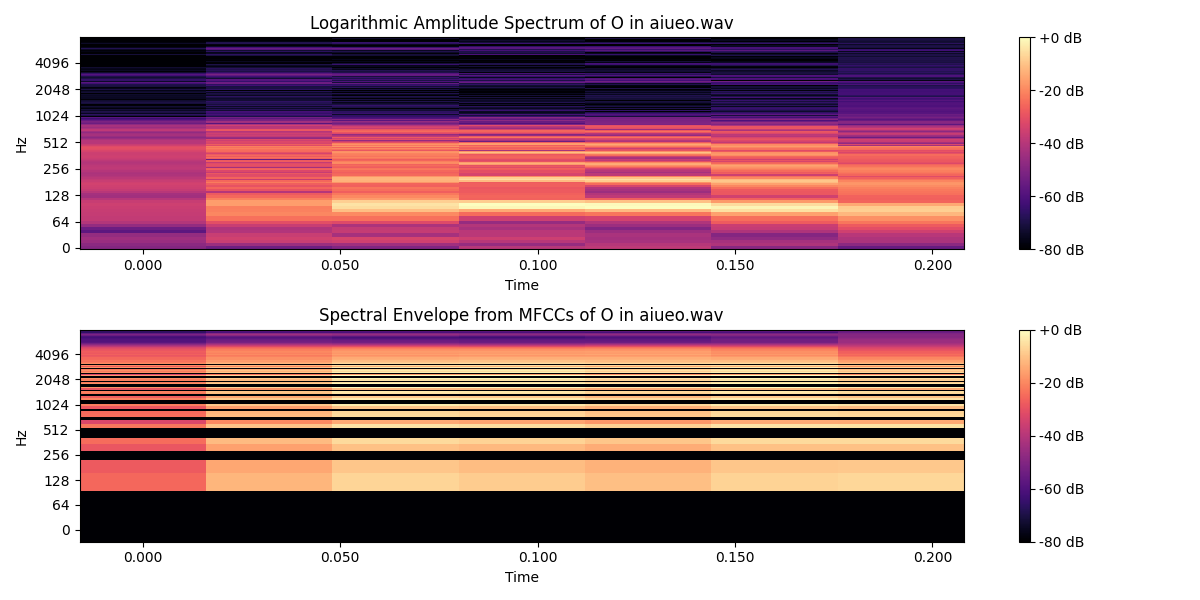 Logarithmic Amplitude Spectrum of O in aiueo.wav
Hz
4096
2048
1024
512
256
128
64
0
0.000 0.050 0.100 0.150 0.200
Time
+0 dB
-20 dB
-40 dB
-60 dB
-80 dB
Spectral Envelope from MFCCs of O in aiueo.wav
Hz
4096
2048
1024
512
256
128
64
0
0.000 0.050 0.100 0.150 0.200
Time
+0 dB
-20 dB
-40 dB
-60 dB
-80 dB